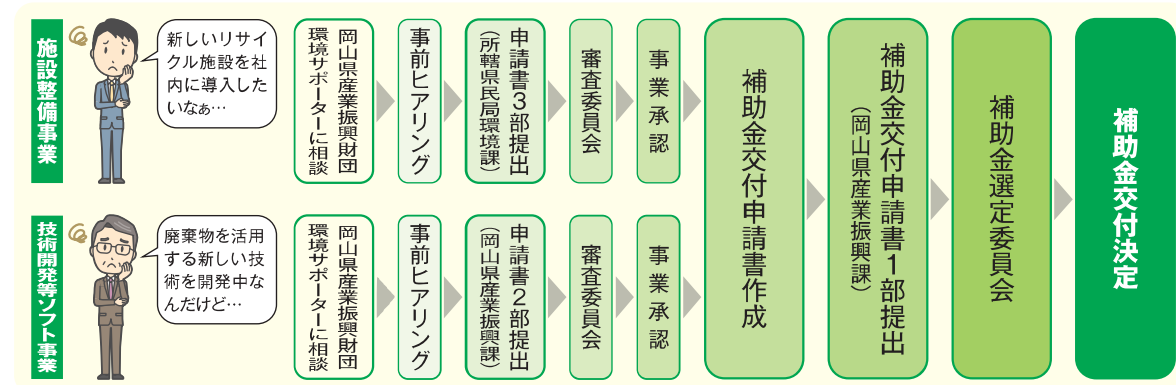 施設整備事業
新しいリサイ
クル施設を社
内に導入した
いなぁ…
岡山県産業振興財団
環境サポーターに相談
事前ヒアリング
申請書3部提出
（所轄県民局環境課）
審査委員会
事業承認
技術開発等ソフト事業
廃棄物を活用
する新しい技
術を開発中な
んだけど…
岡山県産業振興財団
環境サポーターに相談
事前ヒアリング
申請書2部提出
（岡山県産業振興課）
審査委員会
事業承認
補助金交付申請書作成
補助金交付申請書1部提出
（岡山県産業振興課）
補助金選定委員会
補助金交付決定